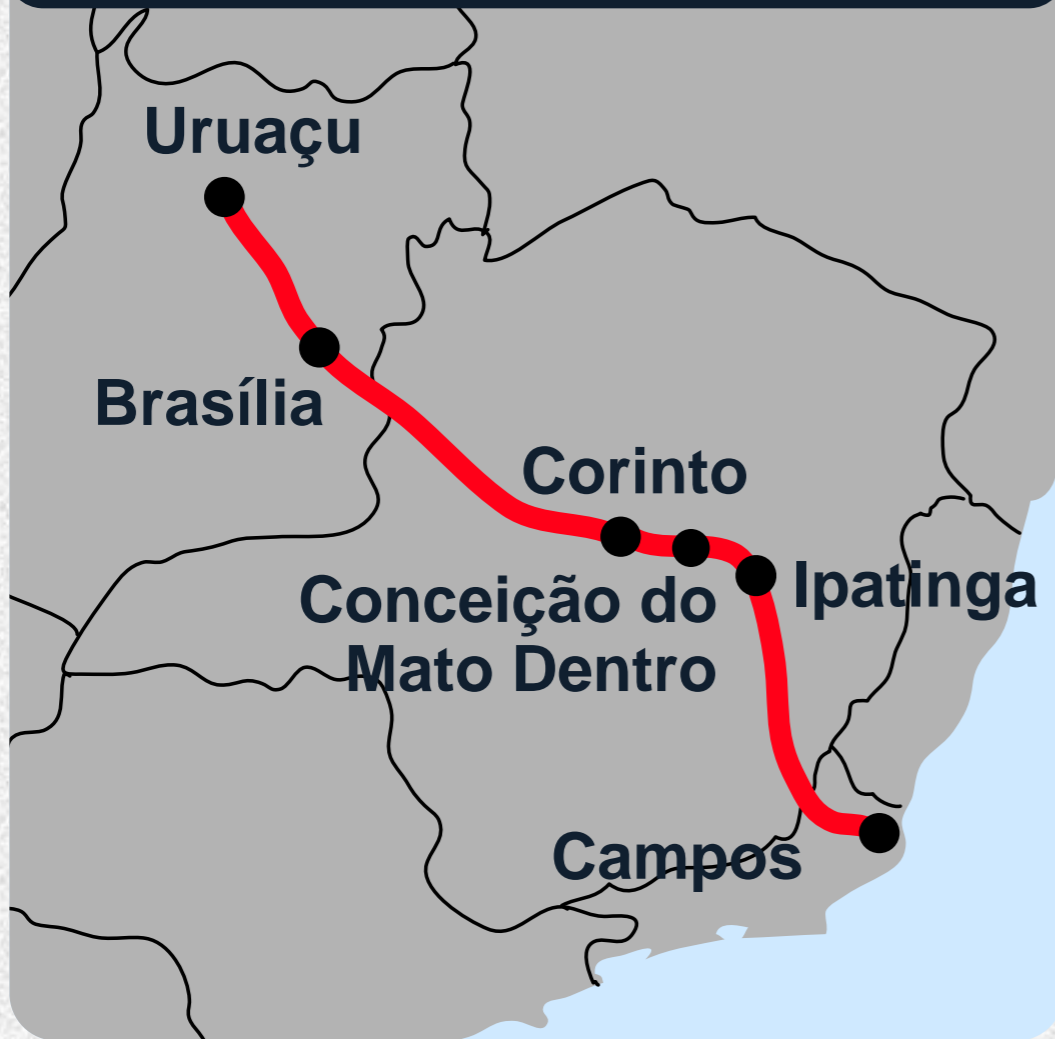 Uruaçu
Brasília
Corinto
Conceição do
Mato Dentro
Ipatinga
Campos